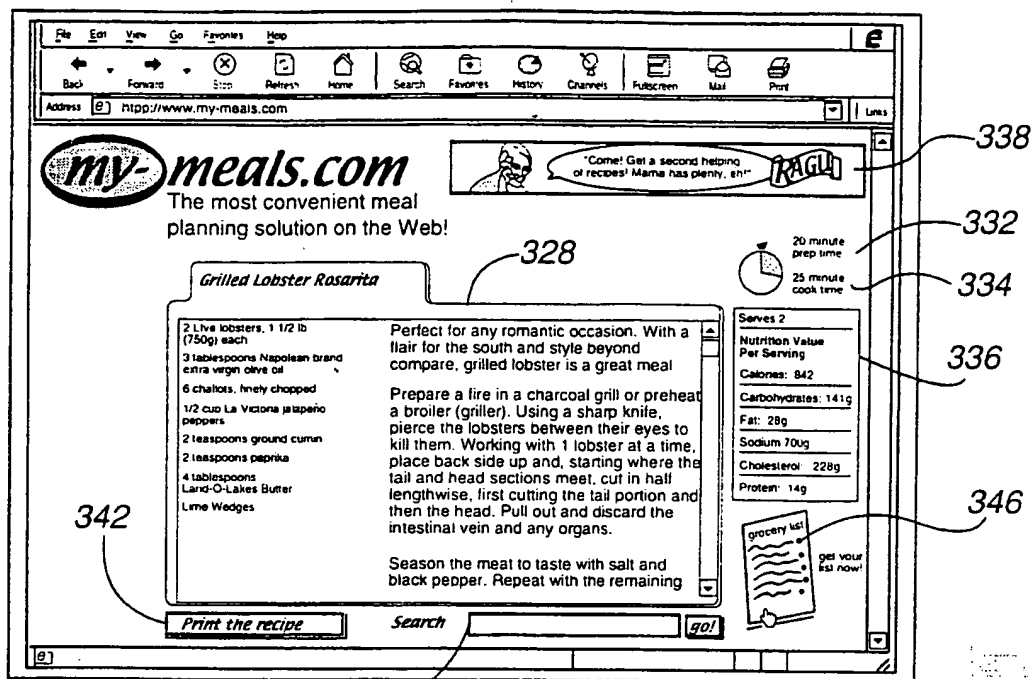 File Edit View Go Favorites Help
Back Forward Stop Refresh Home Search Favorites History Channels Fullscreen Mail Print
Address htpp://www.my-meals.com Links
my-meals.com
The most convenient meal
planning solution on the Web!
"Come! Get a second helping
of recipes! Mama has plenty, eh!"
RAGU
338
20 minute
prep time
332
25 minute
cook time
334
328
Grilled Lobster Rosarita
2 Live lobsters, 1 1/2 lb
(750g) each
3 tablespoons Napolean brand
extra virgin olive oil
6 challots, finely chopped
1/2 cup La Victoria jalapeño
peppers
2 teaspoons ground cumin
2 teaspoons paprika
4 tablespoons
Land-O-Lakes Butter
Lime Wedges
Perfect for any romantic occasion. With a
flair for the south and style beyond
compare, grilled lobster is a great meal
Prepare a fire in a charcoal grill or preheat
a broiler (griller). Using a sharp knife,
pierce the lobsters between their eyes to
kill them. Working with 1 lobster at a time,
place back side up and, starting where the
tail and head sections meet, cut in half
lengthwise, first cutting the tail portion and
then the head. Pull out and discard the
intestinal vein and any organs.
Season the meat to taste with salt and
black pepper. Repeat with the remaining
Serves 2
Nutrition Value
Per Serving
Calories: 842
Carbohydrates: 141g
Fat: 28g
Sodium 700g
Cholesterol: 228g
Protein: 14g
336
346
grocery list
get your
list now!
342
Print the recipe
Search go!